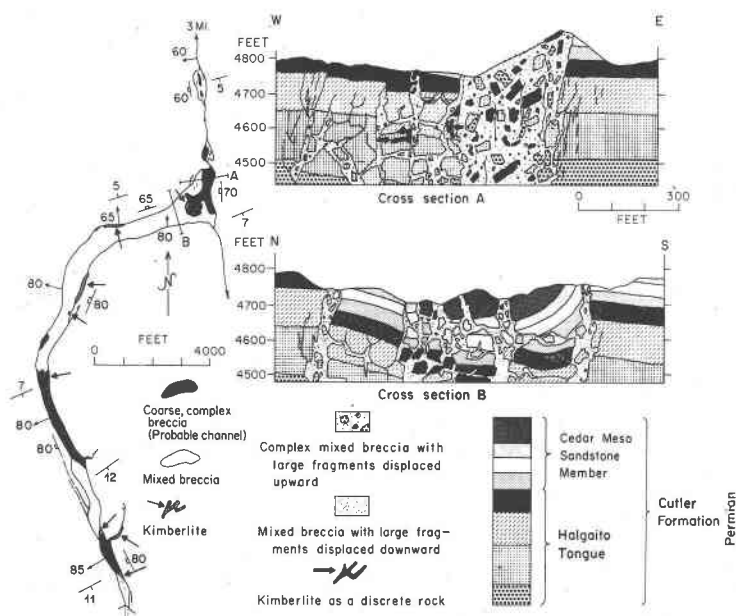 3 MI.
60
5
60
A
70
5
65
65
80
7
B
80
N
80
FEET
0 4000
7
80
80
12
80
85
11
Coarse, complex
breccia
(Probable channel)
Mixed breccia
Kimberlite
W E
FEET
4800
4700
4600
4500
Cross section A
0 300
FEET
FEET N S
4800
4700
4600
4500
Cross section B
Complex mixed breccia with
large fragments displaced
upward
Mixed breccia with large frag-
ments displaced downward
Kimberlite as a discrete rock
Cedar Mesa
Sandstone
Member
Halgaito
Tongue
Cutler
Formation
Permian